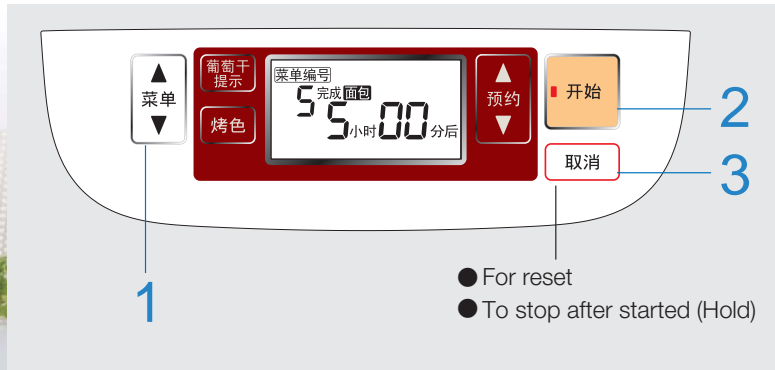 菜单
葡萄干
提示
烤色
菜单编号
5 完成 面包
5小时00分后
预约
开始
取消
1
2
3
● For reset
● To stop after started (Hold)